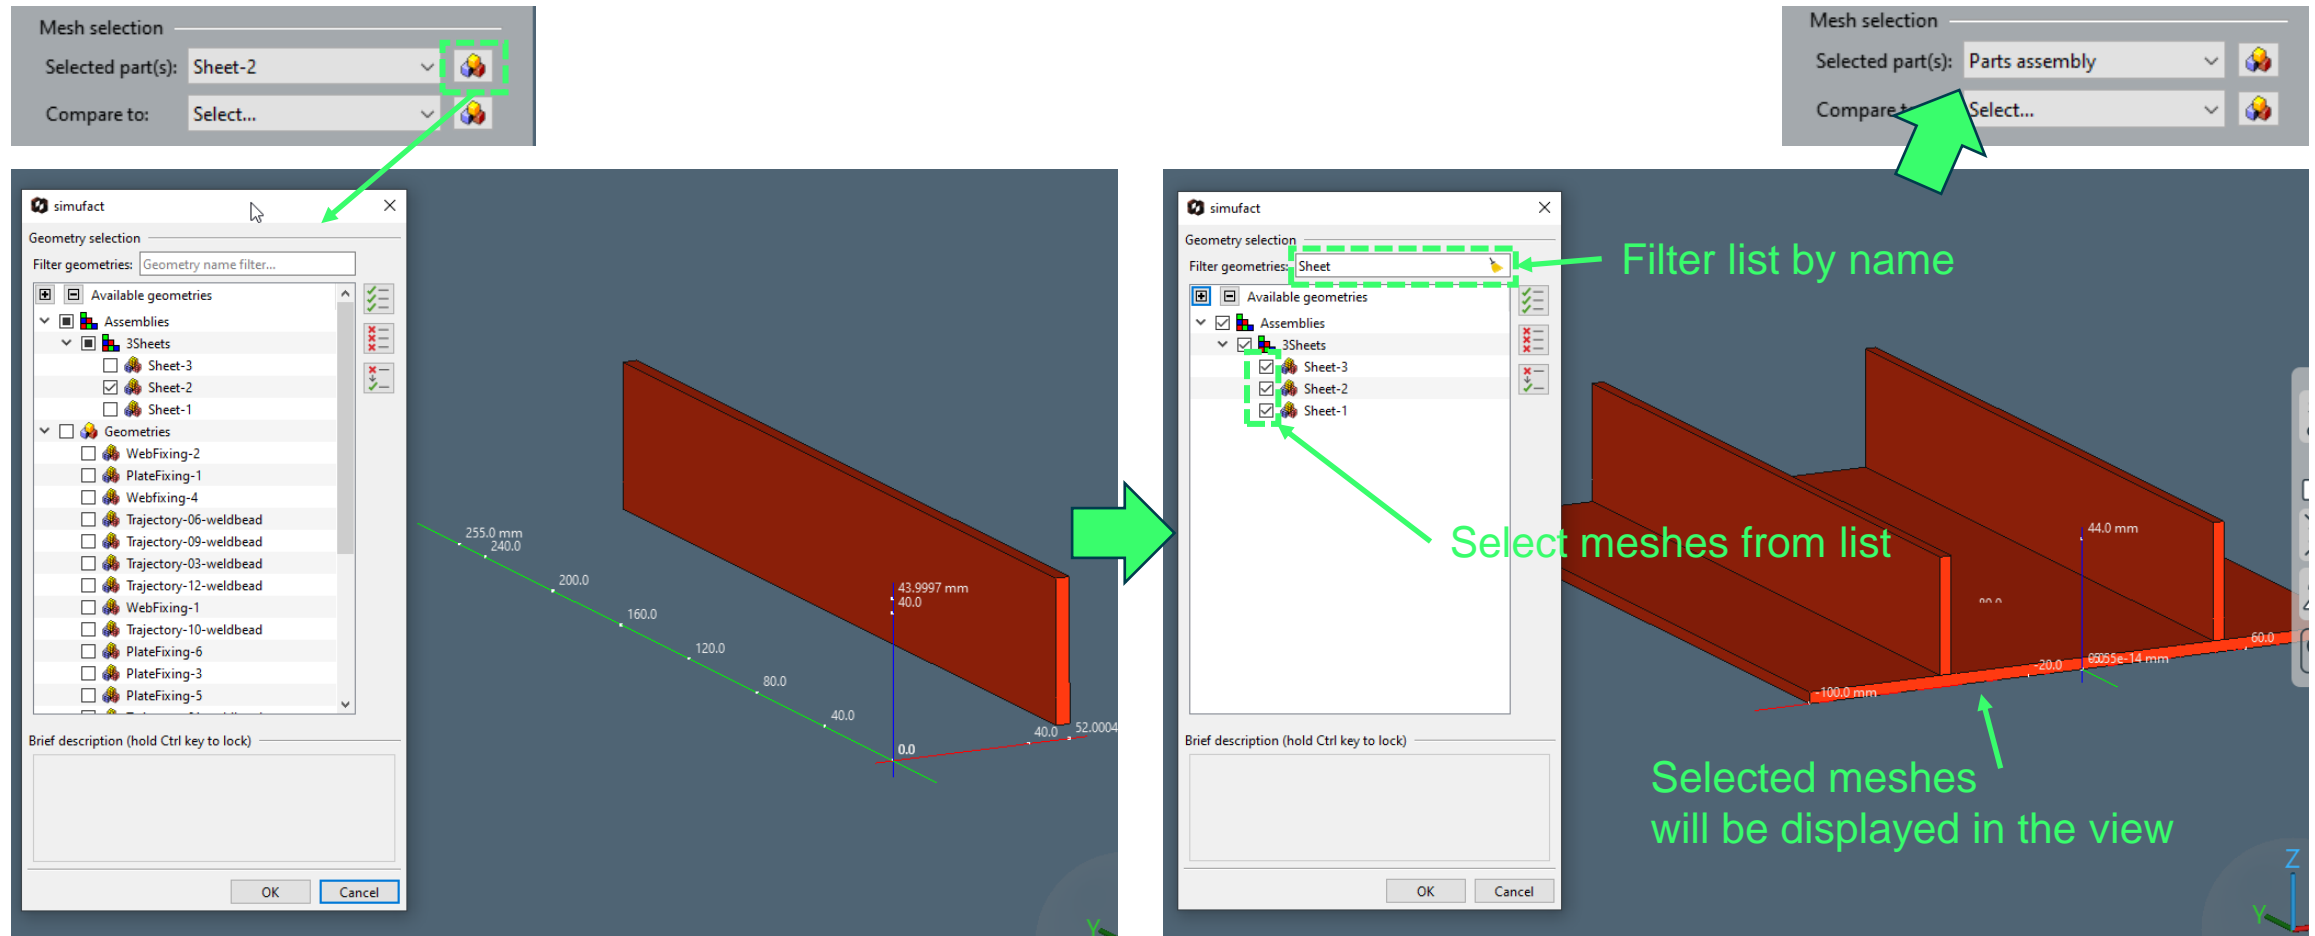 Mesh selection
Selected part(s): Sheet-2
Compare to: Select...
Mesh selection
Selected part(s): Parts assembly
Select...
simufact
Geometry selection
Filter geometries: Geometry name filter...
Available geometries
Assemblies
3Sheets
Sheet-3
Sheet-2
Sheet-1
Geometries
WebFixing-2
PlateFixing-1
Webfixing-4
Trajectory-06-weldbead
Trajectory-09-weldbead
Trajectory-03-weldbead
Trajectory-12-weldbead
WebFixing-1
Trajectory-10-weldbead
PlateFixing-6
PlateFixing-3
PlateFixing-5
Brief description (hold Ctrl key to lock)
OK Cancel
255.0 mm
240.0
200.0
160.0
120.0
80.0
40.0
0.0
43.9997 mm
40.0
40.0
52.0004
Y
simufact
Geometry selection
Filter geometries: Sheet
Available geometries
Assemblies
3Sheets
Sheet-3
Sheet-2
Sheet-1
Brief description (hold Ctrl key to lock)
OK Cancel
Filter list by name
Select meshes from list
44.0 mm
60.0
-20.0
-100.0 mm
Selected meshes
will be displayed in the view
Z
Y